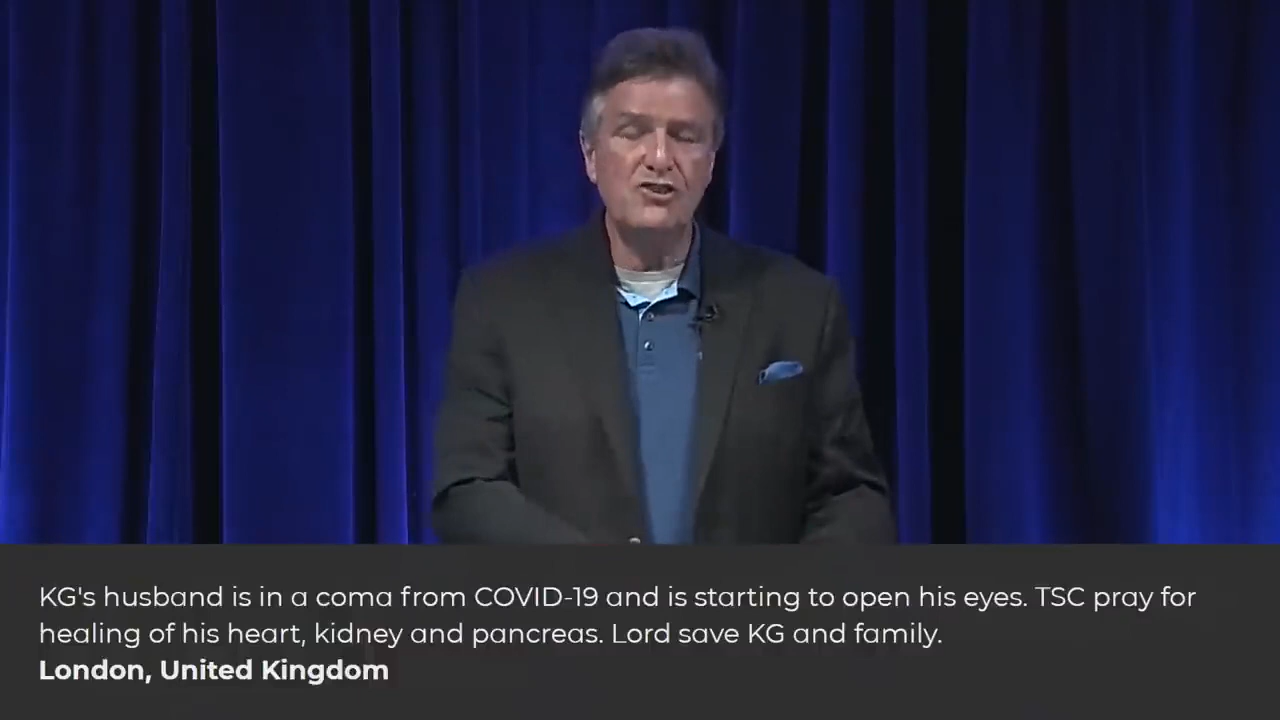 KG's husband is in a coma from COVID-19 and is starting to open his eyes. TSC pray for
healing of his heart, kidney and pancreas. Lord save KG and family.
London, United Kingdom